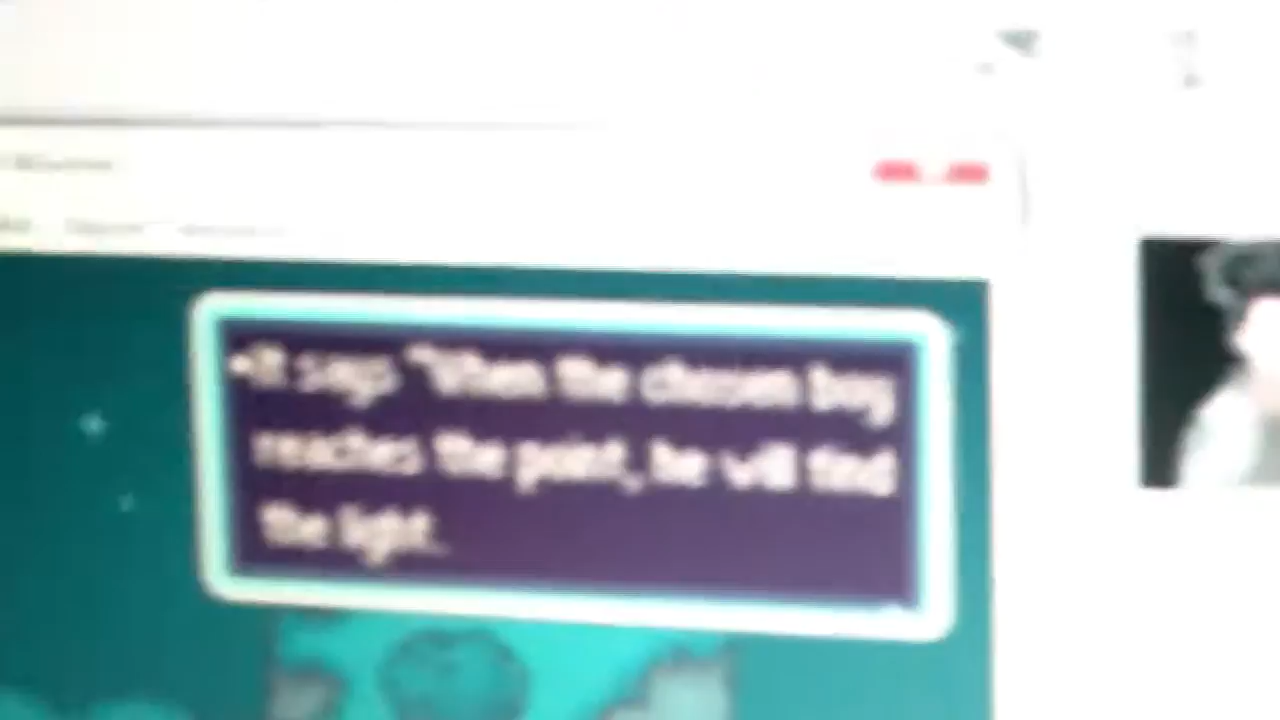 •It says "When the chosen boy
reaches the point, he will find
the light.